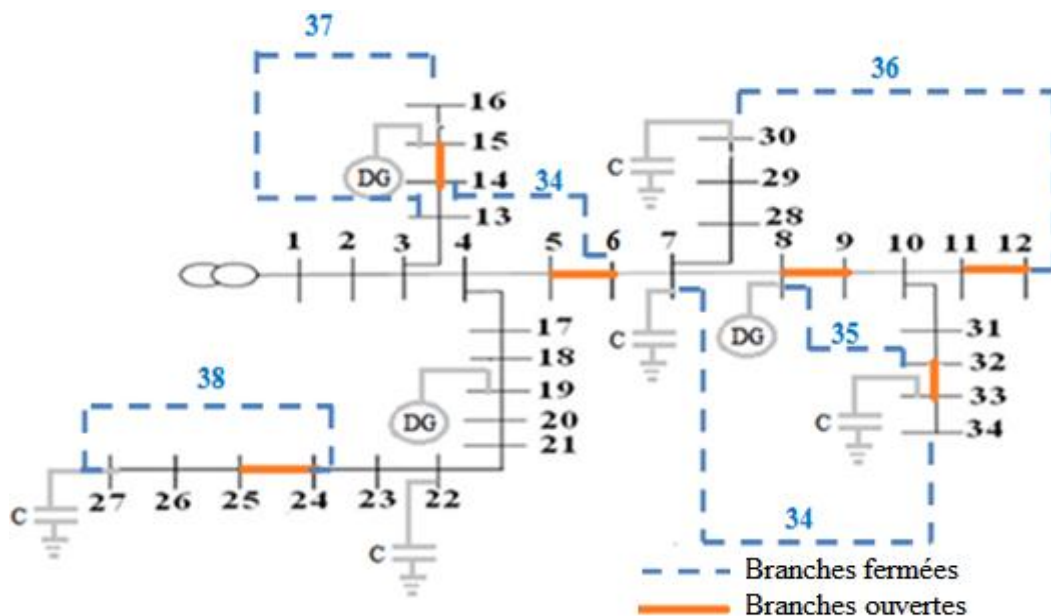 37
36
16
15
14
13
DG
34
C
30
29
28
1 2 3 4 5 6 7 8 9 10 11 12
17
18
19
20
21
DG
C
DG
35
31
32
33
34
C
38
27 26 25 24 23 22
C
C
34
Branches fermées
Branches ouvertes